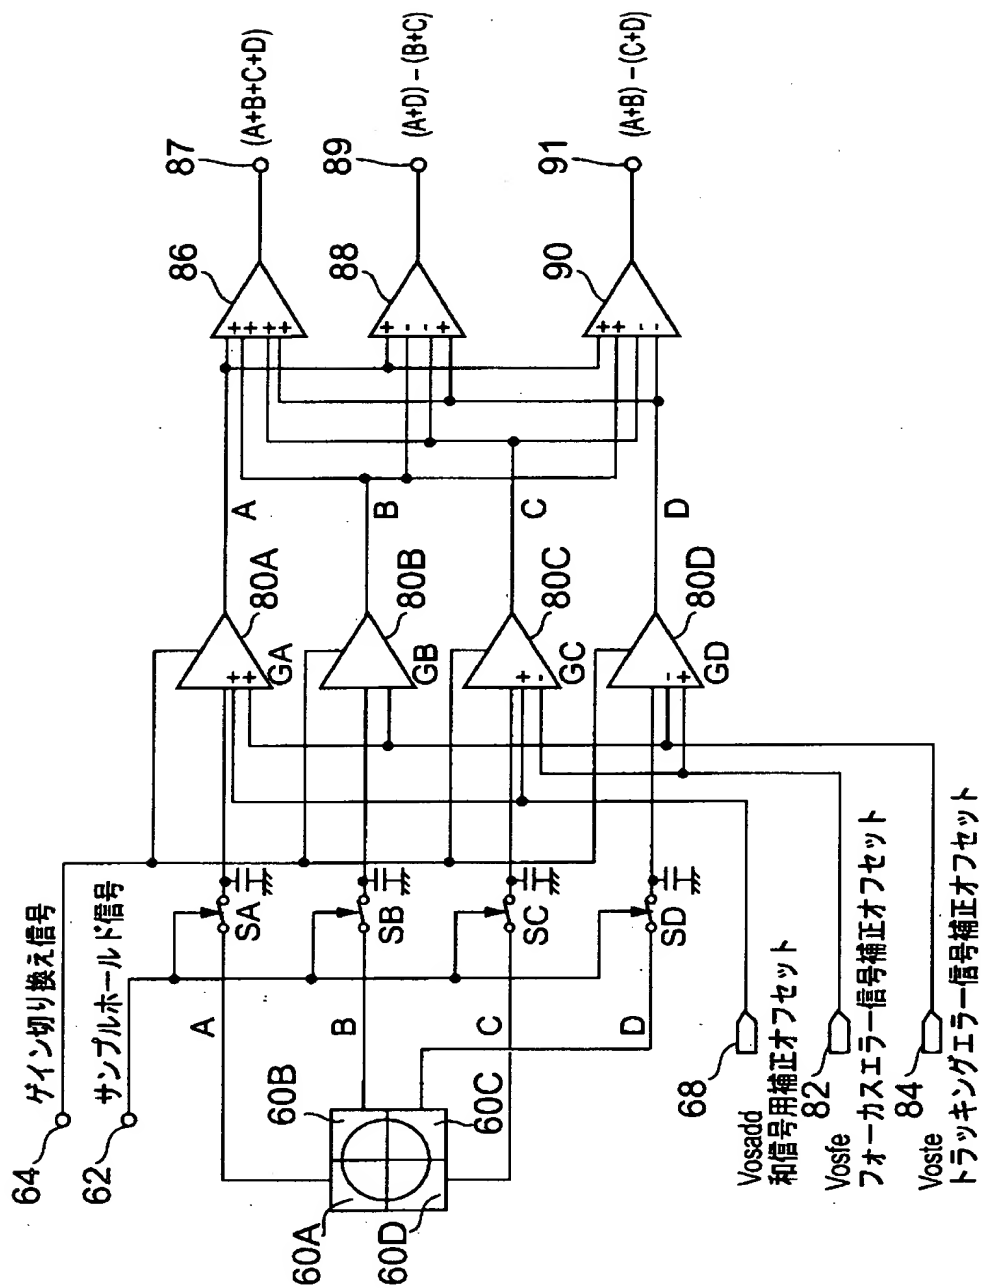 64
ゲイン切り換え信号
62
サンプルホールド信号
60A
60B
60C
60D
A
B
C
D
SA
SB
SC
SD
68
Vosadd
和信号用補正オフセット
82
Vosfe
フォーカスエラー信号補正オフセット
84
Voste
トラッキングエラー信号補正オフセット
80A
GA
+
+
80B
GB
80C
GC
+
-
80D
GD
-
+
A
B
C
D
86
+
+
+
+
87
(A+B+C+D)
88
+
-
-
+
89
(A+D) – (B+C)
90
+
+
-
-
91
(A+B) – (C+D)